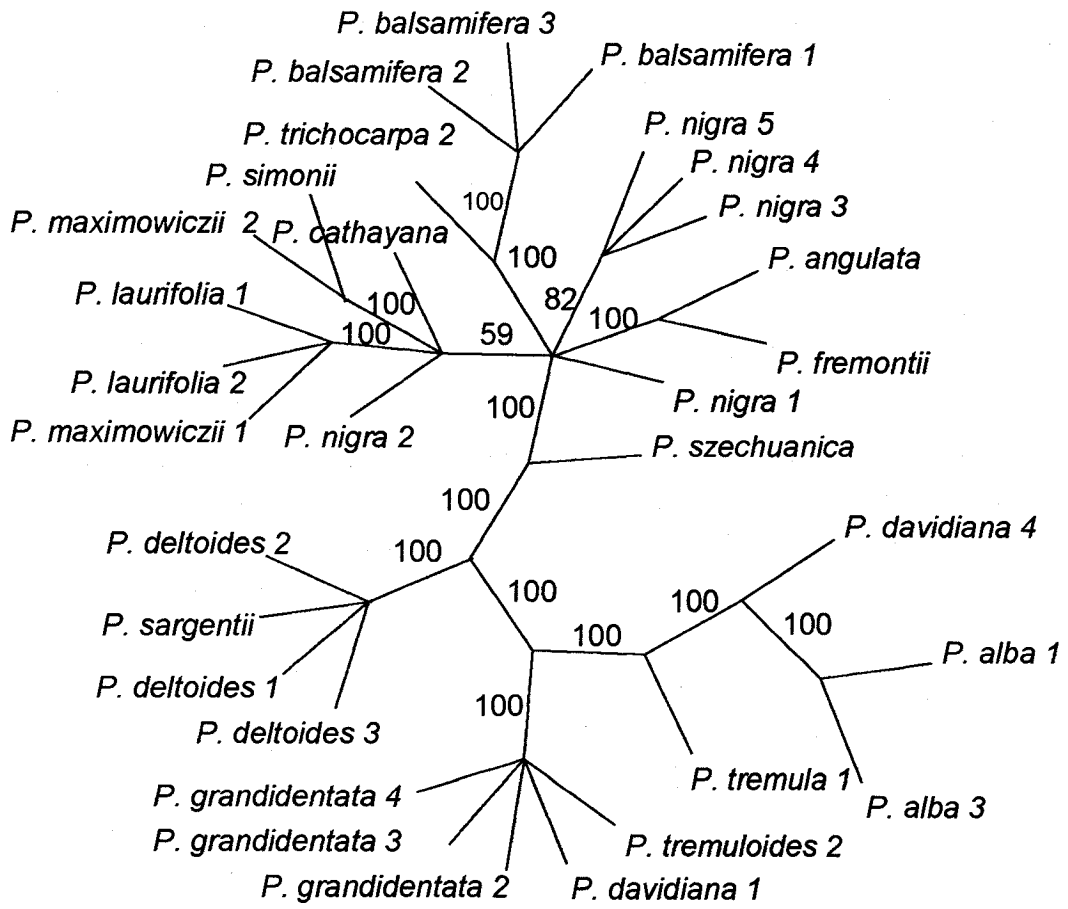 P. balsamifera 3
P. balsamifera 1
P. balsamifera 2
P. nigra 5
P. trichocarpa 2
P. nigra 4
P. simonii
100
P. nigra 3
P. maximowiczii 2
P. cathayana
100
P. angulata
P. laurifolia 1
100
82
100
59
100
P. fremontii
P. laurifolia 2
P. nigra 1
100
P. maximowiczii 1
P. nigra 2
P. szechuanica
100
P. davidiana 4
P. deltoides 2
100
100
100
P. sargentii
100
100
P. alba 1
P. deltoides 1
100
P. deltoides 3
P. tremula 1
P. grandidentata 4
P. alba 3
P. grandidentata 3
P. tremuloides 2
P. grandidentata 2
P. davidiana 1